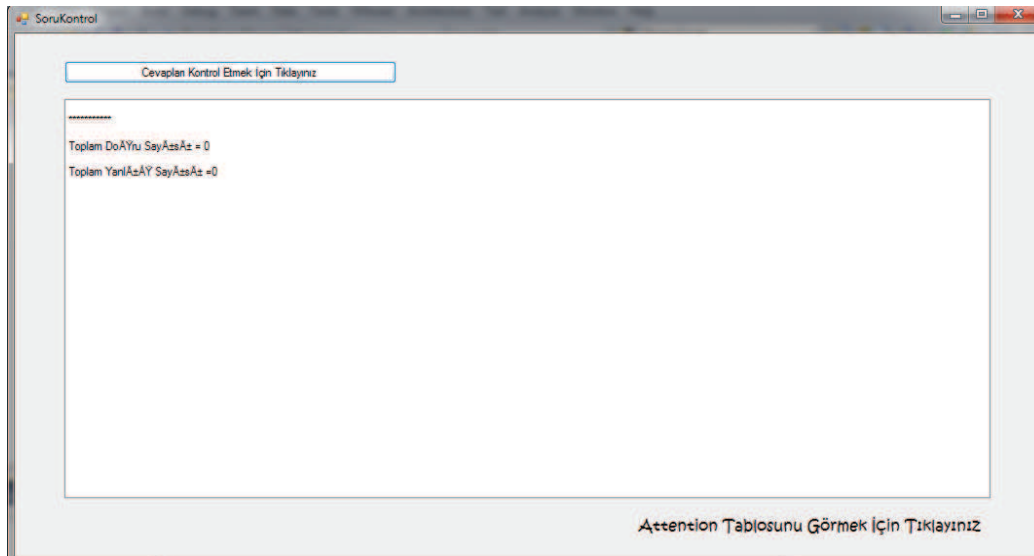 SoruKontrol
Cevapları Kontrol Etmek İçin Tıklayınız
***********
Toplam DoÄŸru SayÄ±sÄ± = 0
Toplam YanlÄ±ÅŸ SayÄ±sÄ± =0
Attention Tablosunu Görmek İçin Tıklayınız